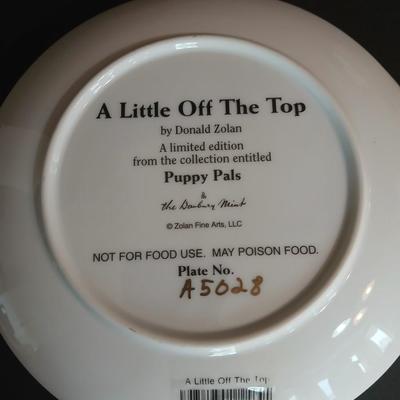 A Little Off The Top
by Donald Zolan
A limited edition
from the collection entitled
Puppy Pals
&
the Danbury Mint
© Zolan Fine Arts, LLC
NOT FOR FOOD USE. MAY POISON FOOD.
Plate No.
A5028
A Little Off The Top